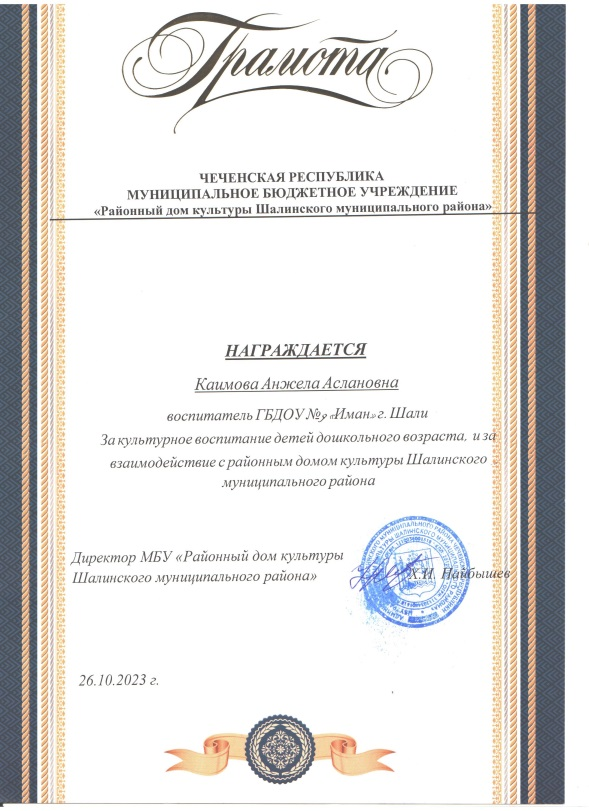 Грамота
ЧЕЧЕНСКАЯ РЕСПУБЛИКА
МУНИЦИПАЛЬНОЕ БЮДЖЕТНОЕ УЧРЕЖДЕНИЕ
«Районный дом культуры Шалинского муниципального района»
НАГРАЖДАЕТСЯ
Каимова Анжела Аслановна
воспитатель ГБДОУ № «Иман» г. Шали
За культурное воспитание детей дошкольного возраста, и за
взаимодействие с районным домом культуры Шалинского
муниципального района
Директор МБУ «Районный дом культуры
Шалинского муниципального района»
Х.И. Найбышев
26.10.2023 г.